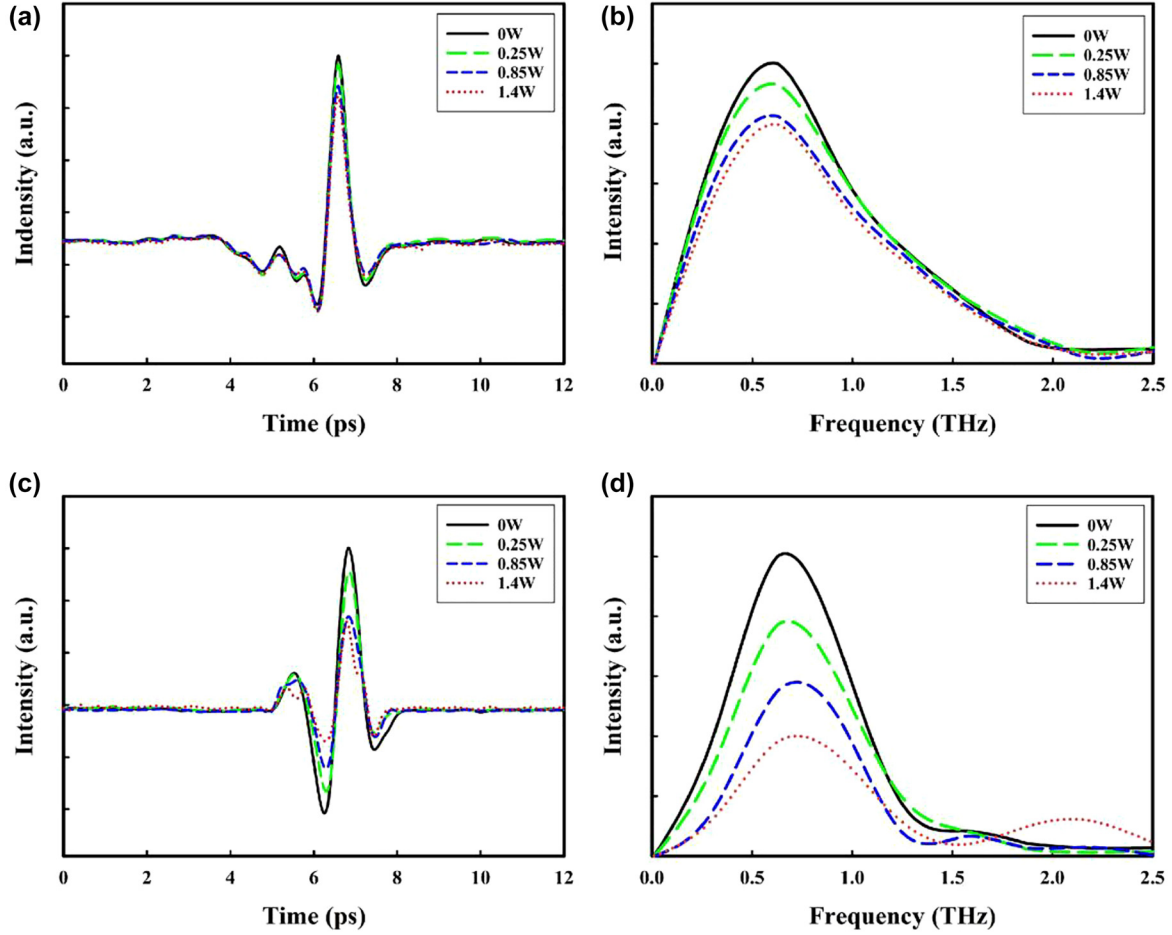 (a)
0W
0.25W
0.85W
1.4W
Indensity (a.u.)
0 2 4 6 8 10 12
Time (ps)
(b)
0W
0.25W
0.85W
1.4W
Intensity (a.u.)
0.0 0.5 1.0 1.5 2.0 2.5
Frequency (THz)
(c)
0W
0.25W
0.85W
1.4W
Intensity (a.u.)
0 2 4 6 8 10 12
Time (ps)
(d)
0W
0.25W
0.85W
1.4W
Intensity (a.u.)
0.0 0.5 1.0 1.5 2.0 2.5
Frequency (THz)